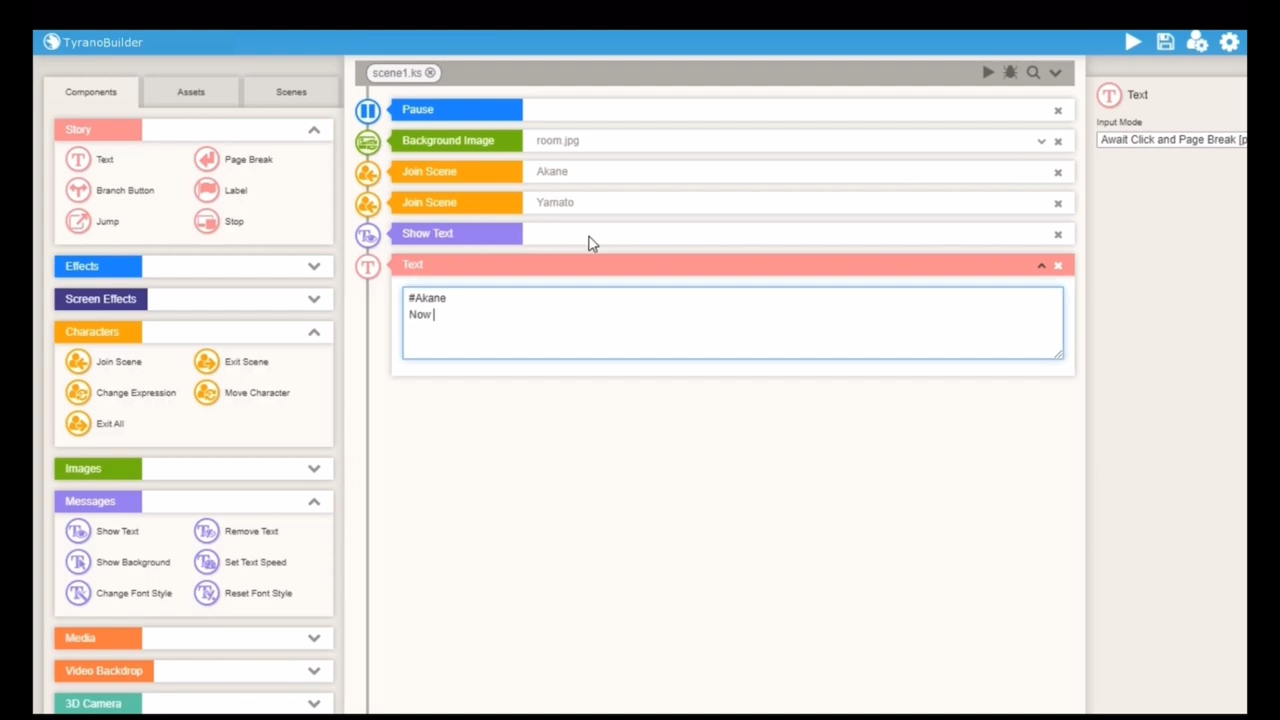 TyranoBuilder
Components
Assets
Scenes
Story
Text
Page Break
Branch Button
Label
Jump
Stop
Effects
Screen Effects
Characters
Join Scene
Exit Scene
Change Expression
Move Character
Exit All
Images
Messages
Show Text
Remove Text
Show Background
Set Text Speed
Change Font Style
Reset Font Style
Media
Video Backdrop
3D Camera
scene1.ks
Pause
Background Image room.jpg
Join Scene Akane
Join Scene Yamato
Show Text
Text
#Akane
Now
Text
Input Mode
Await Click and Page Break [p